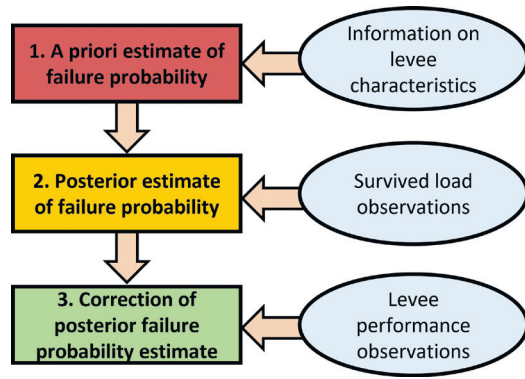 1. A priori estimate of
failure probability
Information on
levee
characteristics
2. Posterior estimate
of failure probability
Survived load
observations
3. Correction of
posterior failure
probability estimate
Levee
performance
observations